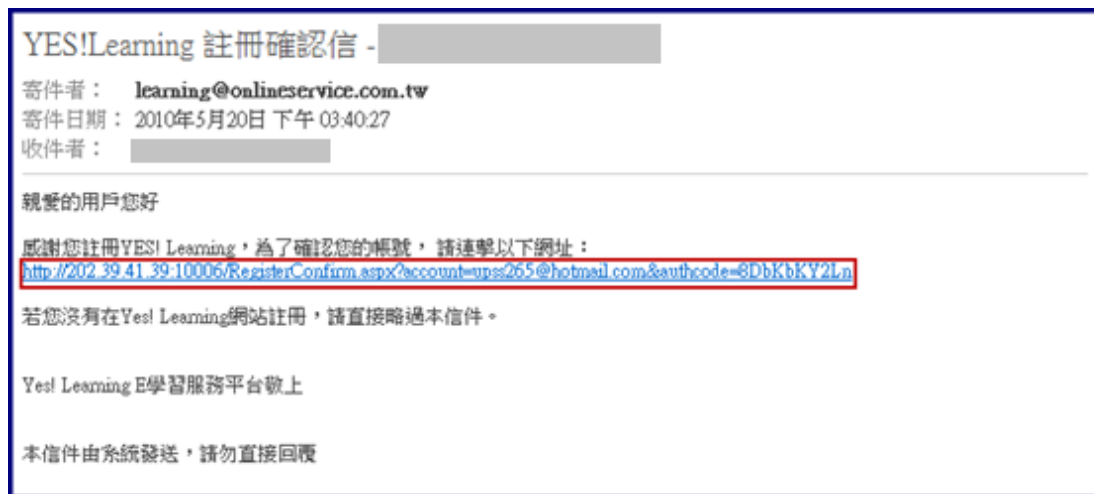 YES!Learning 註冊確認信 -
寄件者： learning@onlineservice.com.tw
寄件日期： 2010年5月20日 下午 03:40:27
收件者：
親愛的用戶您好
感謝您註冊YES! Learning，為了確認您的帳號， 請連擊以下網址：
http://202.39.41.39:10006/RegisterConfirm.aspx?account=upss265@hotmail.com&authcode=8DbKbKY2Ln
若您沒有在Yes! Learning網站註冊，請直接略過本信件。
Yes! Learning E學習服務平台敬上
本信件由系統發送，請勿直接回覆